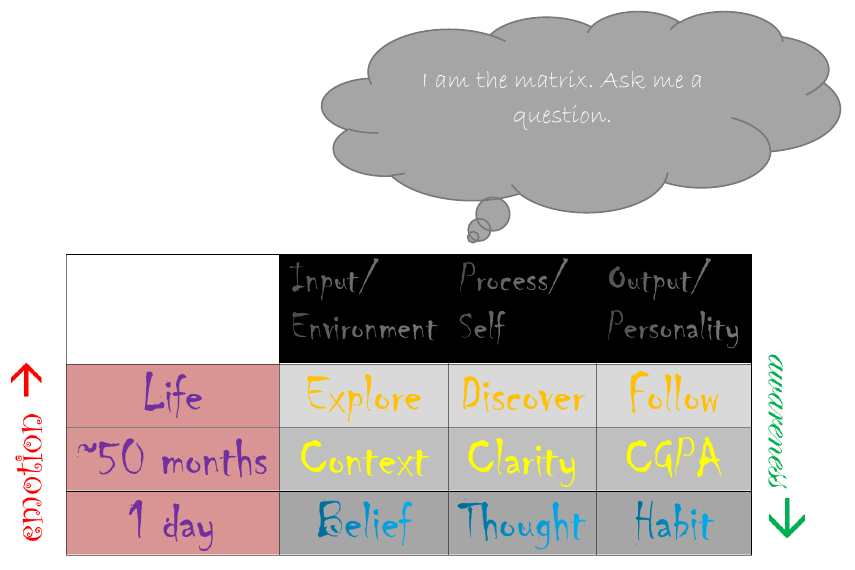 I am the matrix. Ask me a
question.
Input/ Process/ Output/
Environment Self Personality
Life Explore Discover Follow
~50 months Context Clarity CGPA
1 day Belief Thought Habit
emotion
awareness